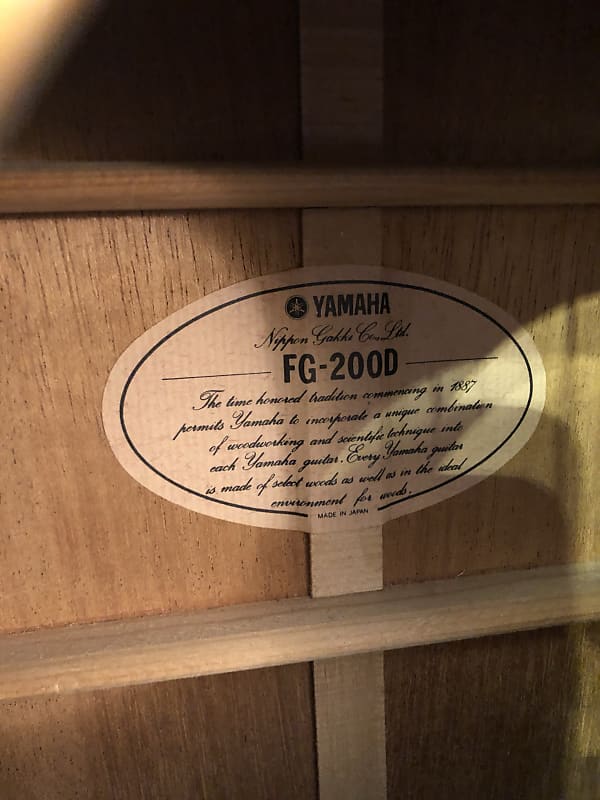 YAMAHA
Nippon Gakki Co., Ltd.
FG-200D
The time honored tradition commencing in 1887
permits Yamaha to incorporate a unique combination
of woodworking and scientific technique into
each Yamaha guitar. Every Yamaha guitar
is made of select woods as well as in the ideal
environment for woods.
MADE IN JAPAN